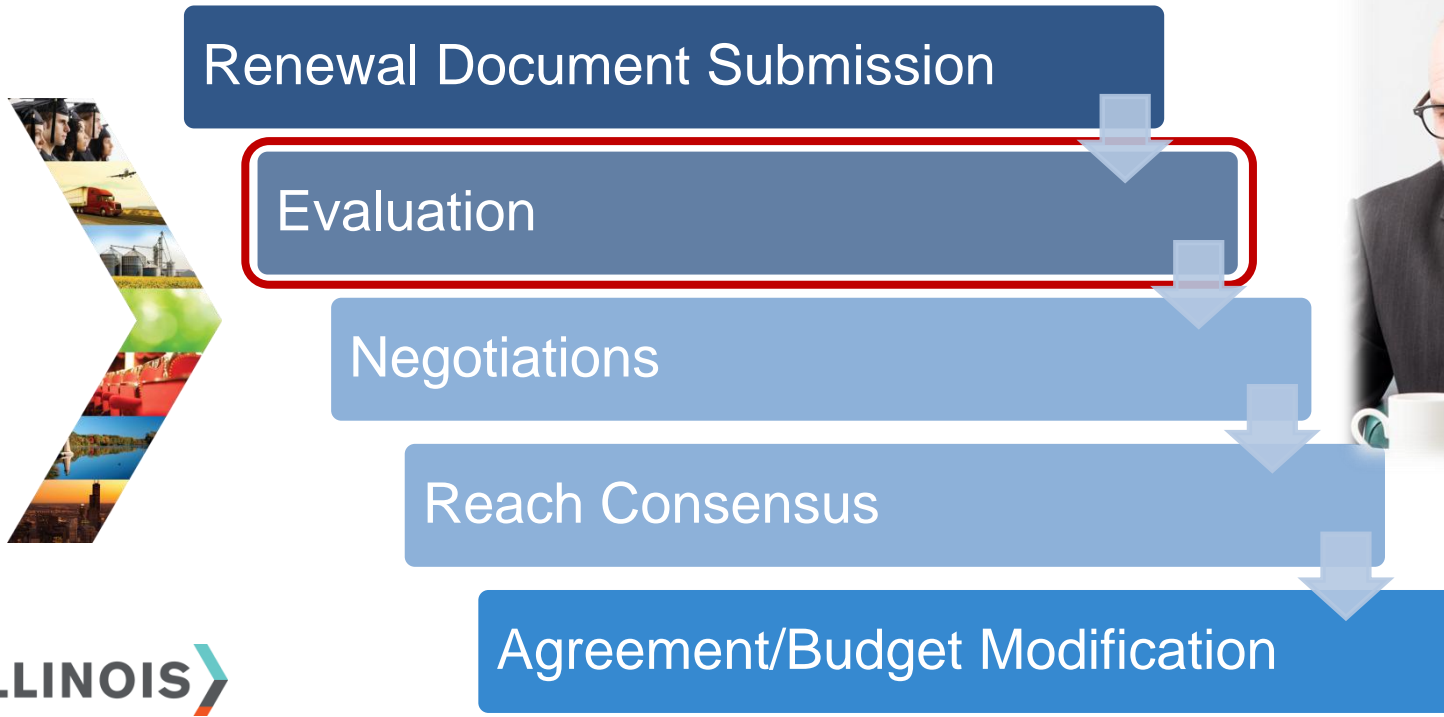 Renewal Document Submission
Evaluation
Negotiations
Reach Consensus
Agreement/Budget Modification
LLINOIS